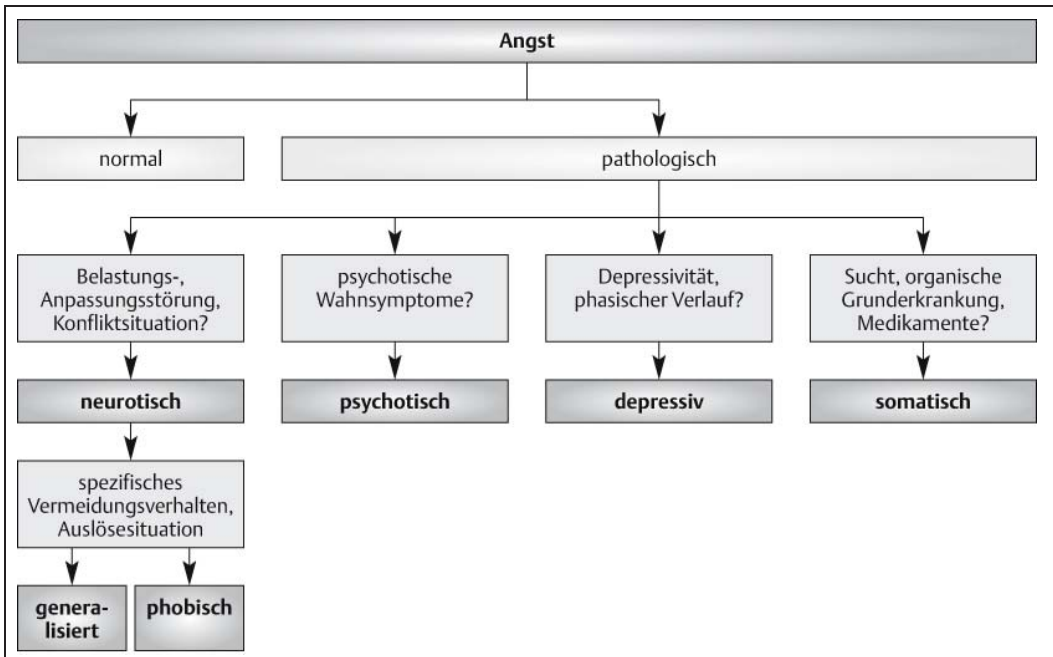 Angst
normal
pathologisch
Belastungs-,
Anpassungsstörung,
Konfliktsituation?
psychotische
Wahnsymptome?
Depressivität,
phasischer Verlauf?
Sucht, organische
Grunderkrankung,
Medikamente?
neurotisch
psychotisch
depressiv
somatisch
spezifisches
Vermeidungsverhalten,
Auslösesituation
genera-
lisiert
phobisch